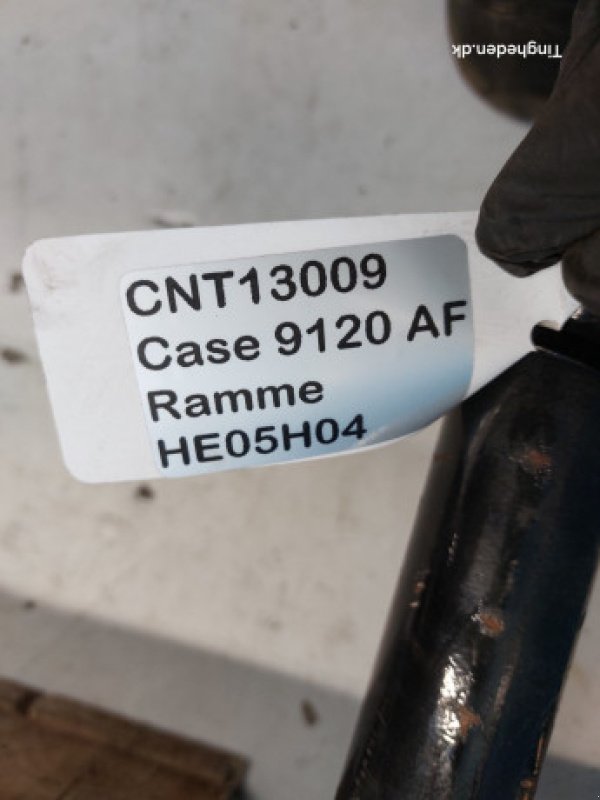 Tingheden.dk
CNT13009
Case 9120 AF
Ramme
HE05H04